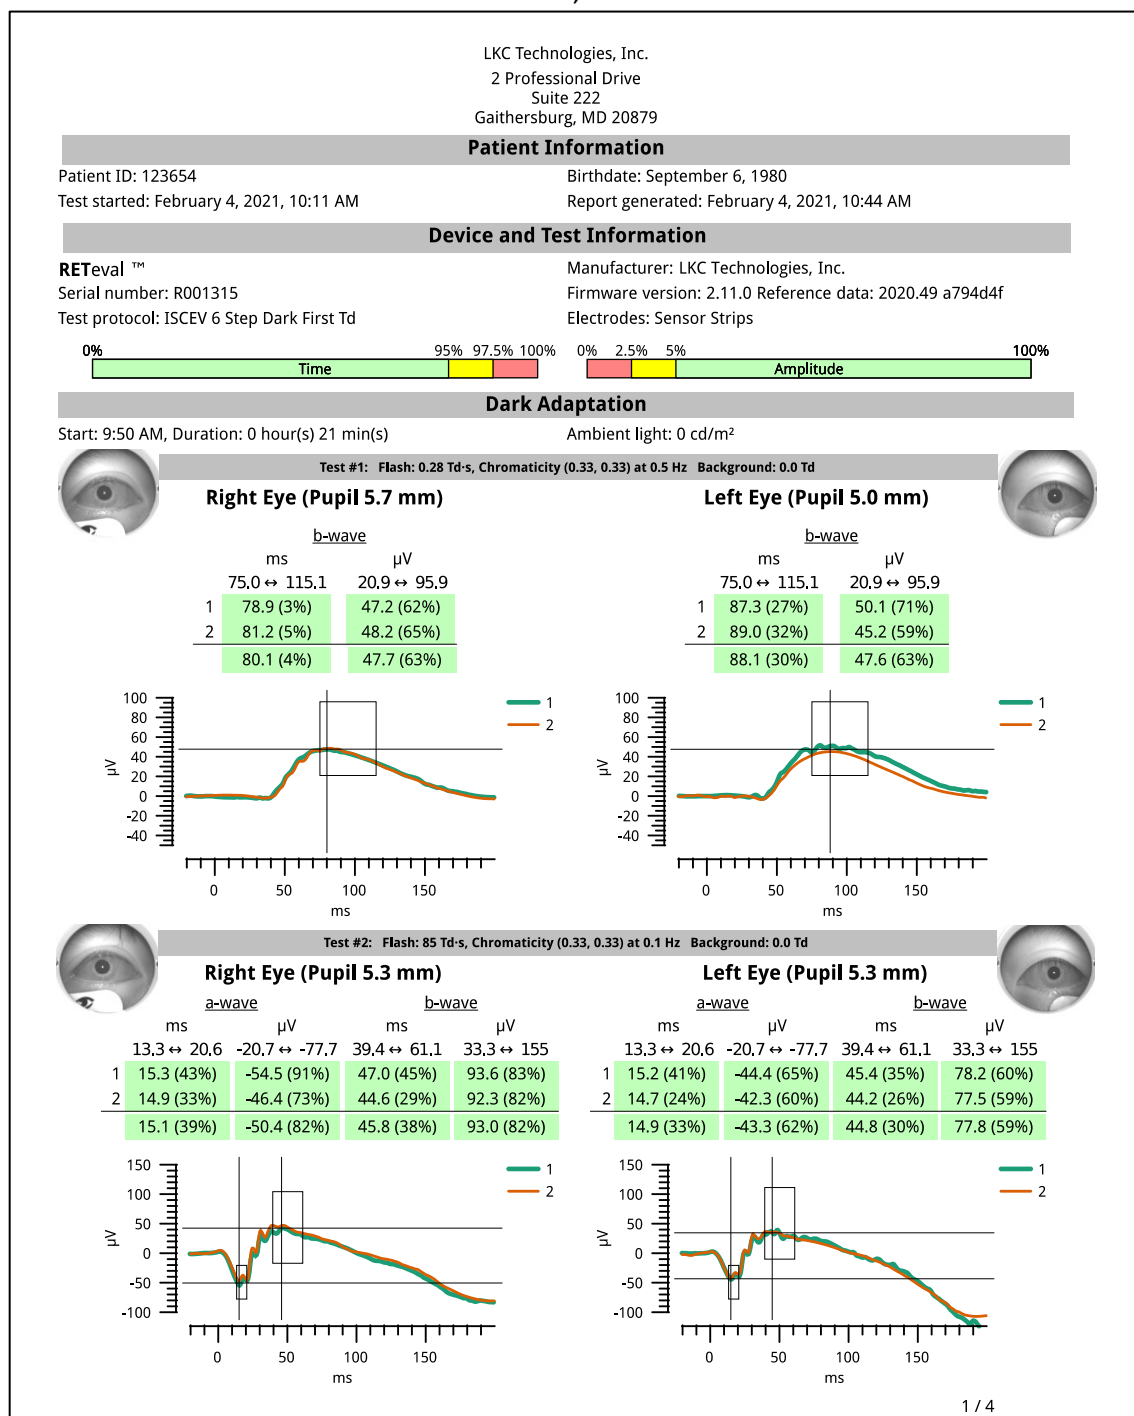 LKC Technologies, Inc.
2 Professional Drive
Suite 222
Gaithersburg, MD 20879
Patient Information
Patient ID: 123654 Birthdate: September 6, 1980
Test started: February 4, 2021, 10:11 AM Report generated: February 4, 2021, 10:44 AM
Device and Test Information
RETeval ™ Manufacturer: LKC Technologies, Inc.
Serial number: R001315 Firmware version: 2.11.0 Reference data: 2020.49 a794d4f
Test protocol: ISCEV 6 Step Dark First Td Electrodes: Sensor Strips
0% 95% 97.5% 100% 0% 2.5% 5% 100%
Time Amplitude
Dark Adaptation
Start: 9:50 AM, Duration: 0 hour(s) 21 min(s) Ambient light: 0 cd/m²
Test #1: Flash: 0.28 Td·s, Chromaticity (0.33, 0.33) at 0.5 Hz Background: 0.0 Td
Right Eye (Pupil 5.7 mm) Left Eye (Pupil 5.0 mm)
b-wave b-wave
ms µV ms µV
75.0 ↔ 115.1 20.9 ↔ 95.9 75.0 ↔ 115.1 20.9 ↔ 95.9
1 78.9 (3%) 47.2 (62%) 1 87.3 (27%) 50.1 (71%)
2 81.2 (5%) 48.2 (65%) 2 89.0 (32%) 45.2 (59%)
80.1 (4%) 47.7 (63%) 88.1 (30%) 47.6 (63%)
100 1 100 1
80 2 80 2
60 60
40 40
µV µV
20 20
0 0
-20 -20
-40 -40
0 50 100 150 0 50 100 150
ms ms
Test #2: Flash: 85 Td·s, Chromaticity (0.33, 0.33) at 0.1 Hz Background: 0.0 Td
Right Eye (Pupil 5.3 mm) Left Eye (Pupil 5.3 mm)
a-wave b-wave a-wave b-wave
ms µV ms µV ms µV ms µV
13.3 ↔ 20.6 -20.7 ↔ -77.7 39.4 ↔ 61.1 33.3 ↔ 155 13.3 ↔ 20.6 -20.7 ↔ -77.7 39.4 ↔ 61.1 33.3 ↔ 155
1 15.3 (43%) -54.5 (91%) 47.0 (45%) 93.6 (83%) 1 15.2 (41%) -44.4 (65%) 45.4 (35%) 78.2 (60%)
2 14.9 (33%) -46.4 (73%) 44.6 (29%) 92.3 (82%) 2 14.7 (24%) -42.3 (60%) 44.2 (26%) 77.5 (59%)
15.1 (39%) -50.4 (82%) 45.8 (38%) 93.0 (82%) 14.9 (33%) -43.3 (62%) 44.8 (30%) 77.8 (59%)
150 1 150 1
100 2 100 2
50 50
µV µV
0 0
-50 -50
-100 -100
0 50 100 150 0 50 100 150
ms ms
1 / 4